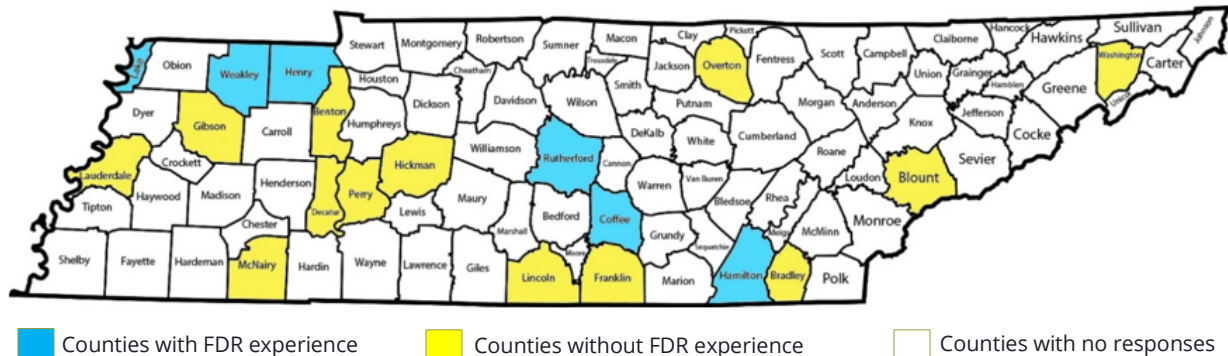 Stewart Montgomery Robertson Sumner Macon Clay Pickett Scott Campbell Claiborne Hancock Hawkins Sullivan Johnson
Lake Obion Weakley Henry Houston Cheatham Trousdale Jackson Overton Fentress Union Grainger Hamblen Greene Washington Carter
Unicoi
Dyer Gibson Carroll Benton Humphreys Dickson Davidson Wilson Smith Putnam Morgan Anderson Knox Jefferson Cocke
Lauderdale Crockett Haywood Madison Henderson Decatur Perry Hickman Williamson Rutherford Cannon DeKalb White Cumberland Roane Loudon Blount Sevier
Tipton Chester Lewis Maury Marshall Bedford Coffee Warren Van Buren Bledsoe Rhea Meigs McMinn Monroe
Shelby Fayette Hardeman McNairy Hardin Wayne Lawrence Giles Lincoln Moore Franklin Grundy Marion Sequatchie Hamilton Bradley Polk
Counties with FDR experience
Counties without FDR experience
Counties with no responses